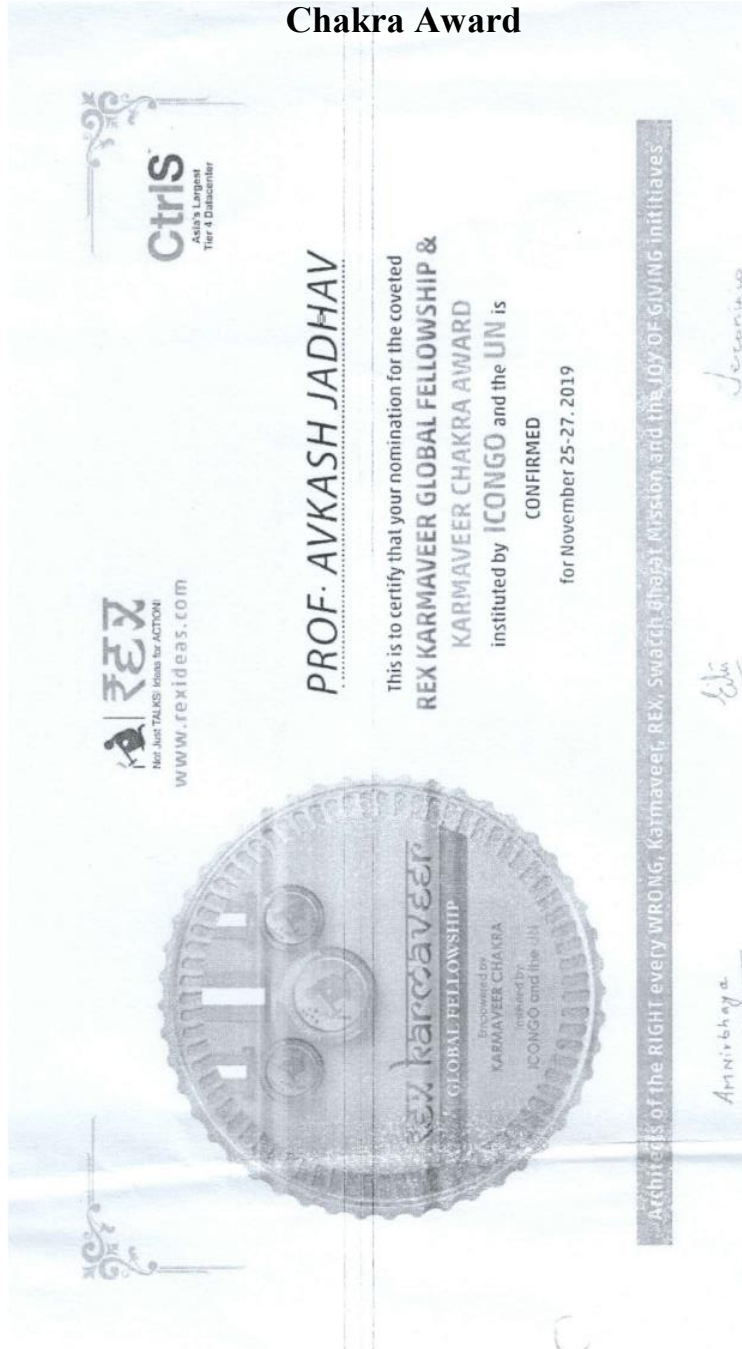 Chakra Award
Not Just TALKS! Ideas for ACTION!
www.rexideas.com
CtrlS
Asia's Largest
Tier 4 Datacenter
PROF. AVKASH JADHAV
This is to certify that your nomination for the coveted
REX KARMAVEER GLOBAL FELLOWSHIP &
KARMAVEER CHAKRA AWARD
instituted by ICONGO and the UN is
CONFIRMED
for November 25-27. 2019
REX karmaveer
GLOBAL FELLOWSHIP
Empowered by
KARMAVEER CHAKRA
Instituted by
ICONGO and the UN
Architects of the RIGHT every WRONG, Karmaveer, REX, Swacch Bharat Mission and the JOY OF GIVING inititiaves
AMNirbhaya